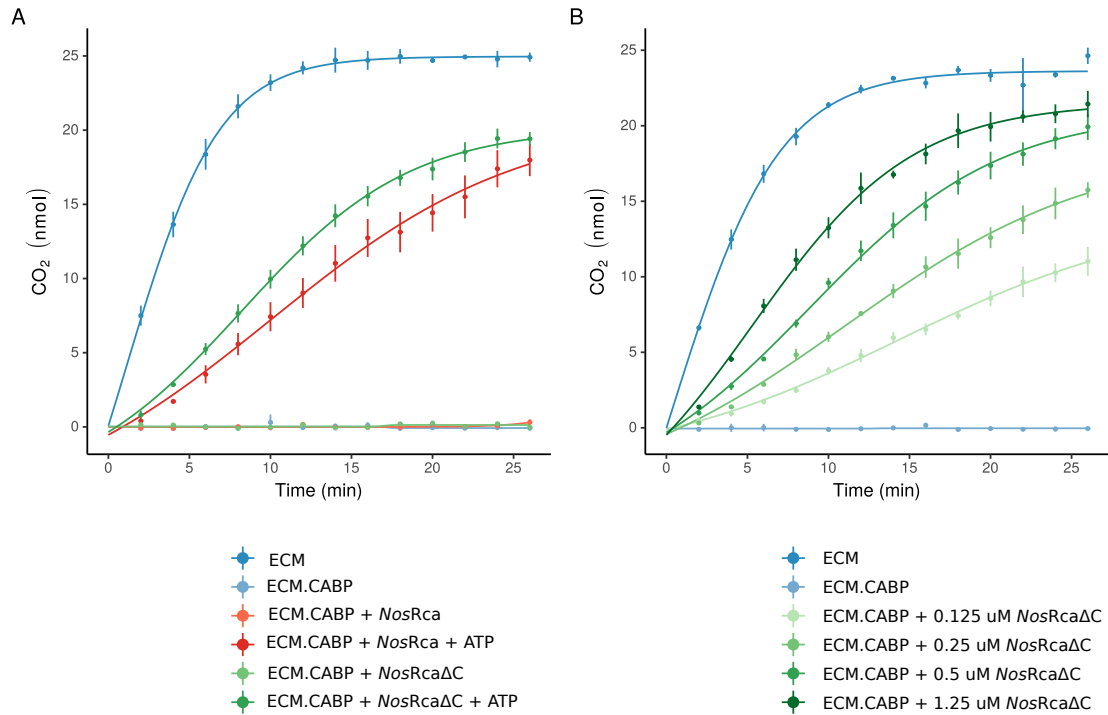 A
25
20
15
10
5
0
CO₂ (nmol)
0 5 10 15 20 25
Time (min)
ECM
ECM.CABP
ECM.CABP + NosRca
ECM.CABP + NosRca + ATP
ECM.CABP + NosRcaΔC
ECM.CABP + NosRcaΔC + ATP
B
25
20
15
10
5
0
CO₂ (nmol)
0 5 10 15 20 25
Time (min)
ECM
ECM.CABP
ECM.CABP + 0.125 uM NosRcaΔC
ECM.CABP + 0.25 uM NosRcaΔC
ECM.CABP + 0.5 uM NosRcaΔC
ECM.CABP + 1.25 uM NosRcaΔC